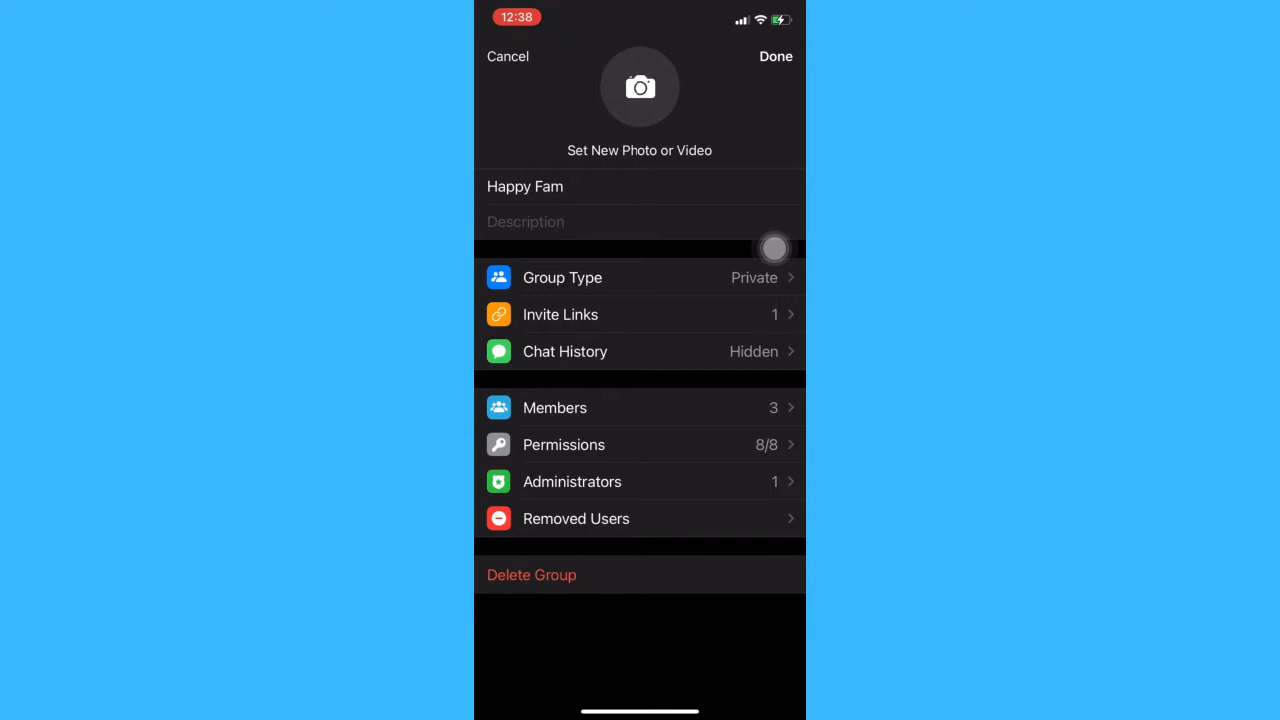 12:38
Cancel
Done
Set New Photo or Video
Happy Fam
Description
Group Type Private
Invite Links 1
Chat History Hidden
Members 3
Permissions 8/8
Administrators 1
Removed Users
Delete Group